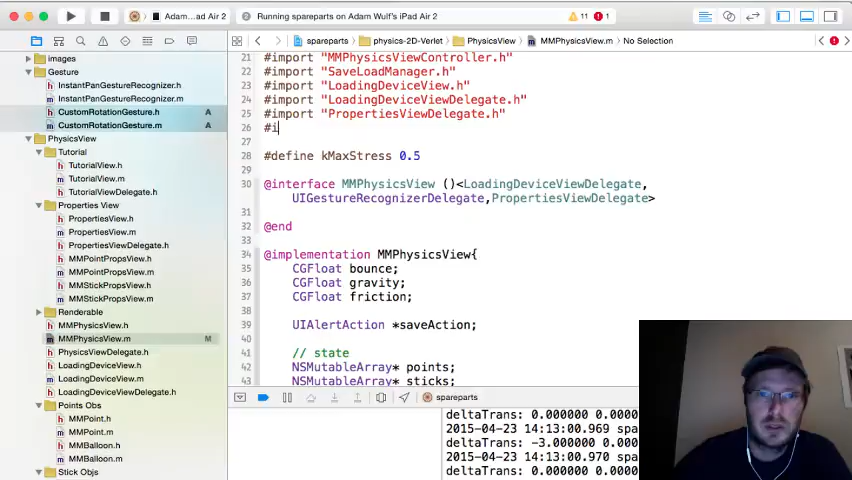 Adam...ad Air 2
Running spareparts on Adam Wulf's iPad Air 2
11
1
spareparts
physics-2D-Verlet
PhysicsView
MMPhysicsView.m
No Selection
images
Gesture
InstantPanGestureRecognizer.h
InstantPanGestureRecognizer.m
CustomRotationGesture.h A
CustomRotationGesture.m A
PhysicsView
Tutorial
TutorialView.h
TutorialView.m
TutorialViewDelegate.h
Properties View
PropertiesView.h
PropertiesView.m
PropertiesViewDelegate.h
MMPointPropsView.h
MMPointPropsView.m
MMStickPropsView.h
MMStickPropsView.m
Renderable
MMPhysicsView.h
MMPhysicsView.m M
PhysicsViewDelegate.h
LoadingDeviceView.h
LoadingDeviceView.m
LoadingDeviceViewDelegate.h
Points Obs
MMPoint.h
MMPoint.m
MMBalloon.h
MMBalloon.m
Stick Objs
21 #import "MMPhysicsViewController.h"
22 #import "SaveLoadManager.h"
23 #import "LoadingDeviceView.h"
24 #import "LoadingDeviceViewDelegate.h"
25 #import "PropertiesViewDelegate.h"
26 #i
27
28 #define kMaxStress 0.5
29
30 @interface MMPhysicsView ()<LoadingDeviceViewDelegate,
UIGestureRecognizerDelegate,PropertiesViewDelegate>
31
32 @end
33
34 @implementation MMPhysicsView{
35 CGFloat bounce;
36 CGFloat gravity;
37 CGFloat friction;
38
39 UIAlertAction *saveAction;
40
41 // state
42 NSMutableArray* points;
43 NSMutableArray* sticks;
spareparts
deltaTrans: 0.000000 0.0000
2015-04-23 14:13:00.969 spa
deltaTrans: -3.000000 0.000
2015-04-23 14:13:00.970 spa
deltaTrans: 0.000000 0.0000